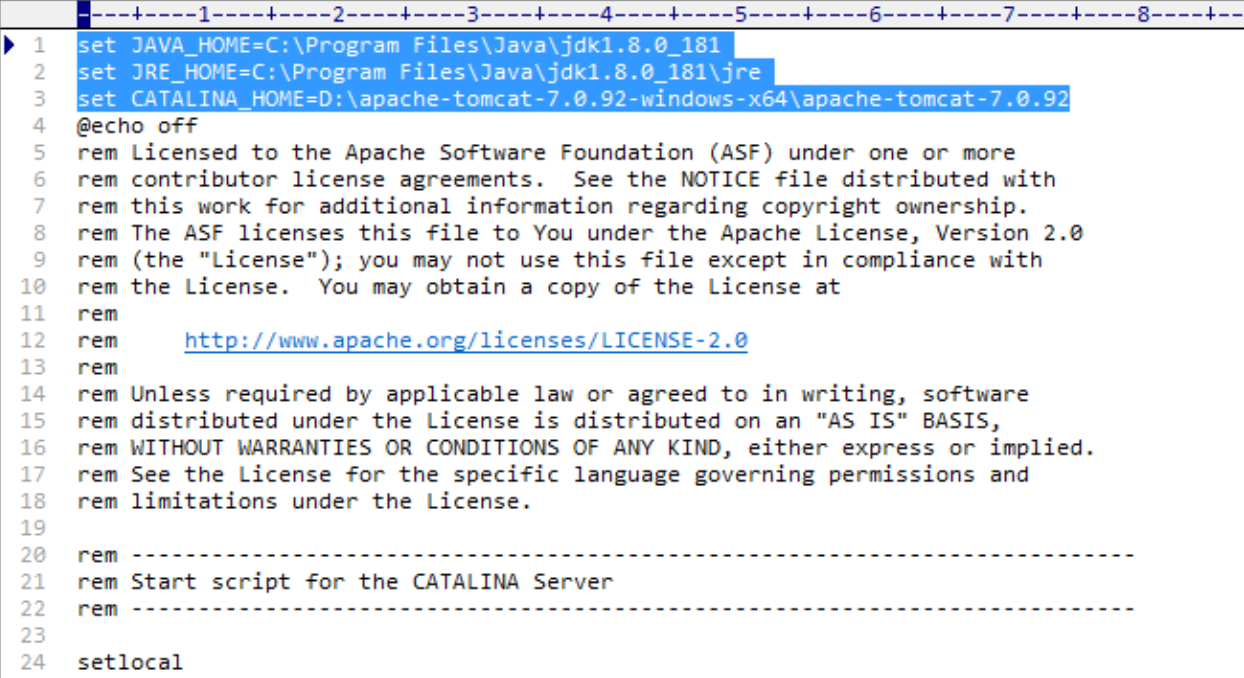 ----+----1----+----2----+----3----+----4----+----5----+----6----+----7----+----8----+--
1 set JAVA_HOME=C:\Program Files\Java\jdk1.8.0_181
2 set JRE_HOME=C:\Program Files\Java\jdk1.8.0_181\jre
3 set CATALINA_HOME=D:\apache-tomcat-7.0.92-windows-x64\apache-tomcat-7.0.92
4 @echo off
5 rem Licensed to the Apache Software Foundation (ASF) under one or more
6 rem contributor license agreements.  See the NOTICE file distributed with
7 rem this work for additional information regarding copyright ownership.
8 rem The ASF licenses this file to You under the Apache License, Version 2.0
9 rem (the "License"); you may not use this file except in compliance with
10 rem the License.  You may obtain a copy of the License at
11 rem
12 rem     http://www.apache.org/licenses/LICENSE-2.0
13 rem
14 rem Unless required by applicable law or agreed to in writing, software
15 rem distributed under the License is distributed on an "AS IS" BASIS,
16 rem WITHOUT WARRANTIES OR CONDITIONS OF ANY KIND, either express or implied.
17 rem See the License for the specific language governing permissions and
18 rem limitations under the License.
19
20 rem ---------------------------------------------------------------------------
21 rem Start script for the CATALINA Server
22 rem ---------------------------------------------------------------------------
23
24 setlocal